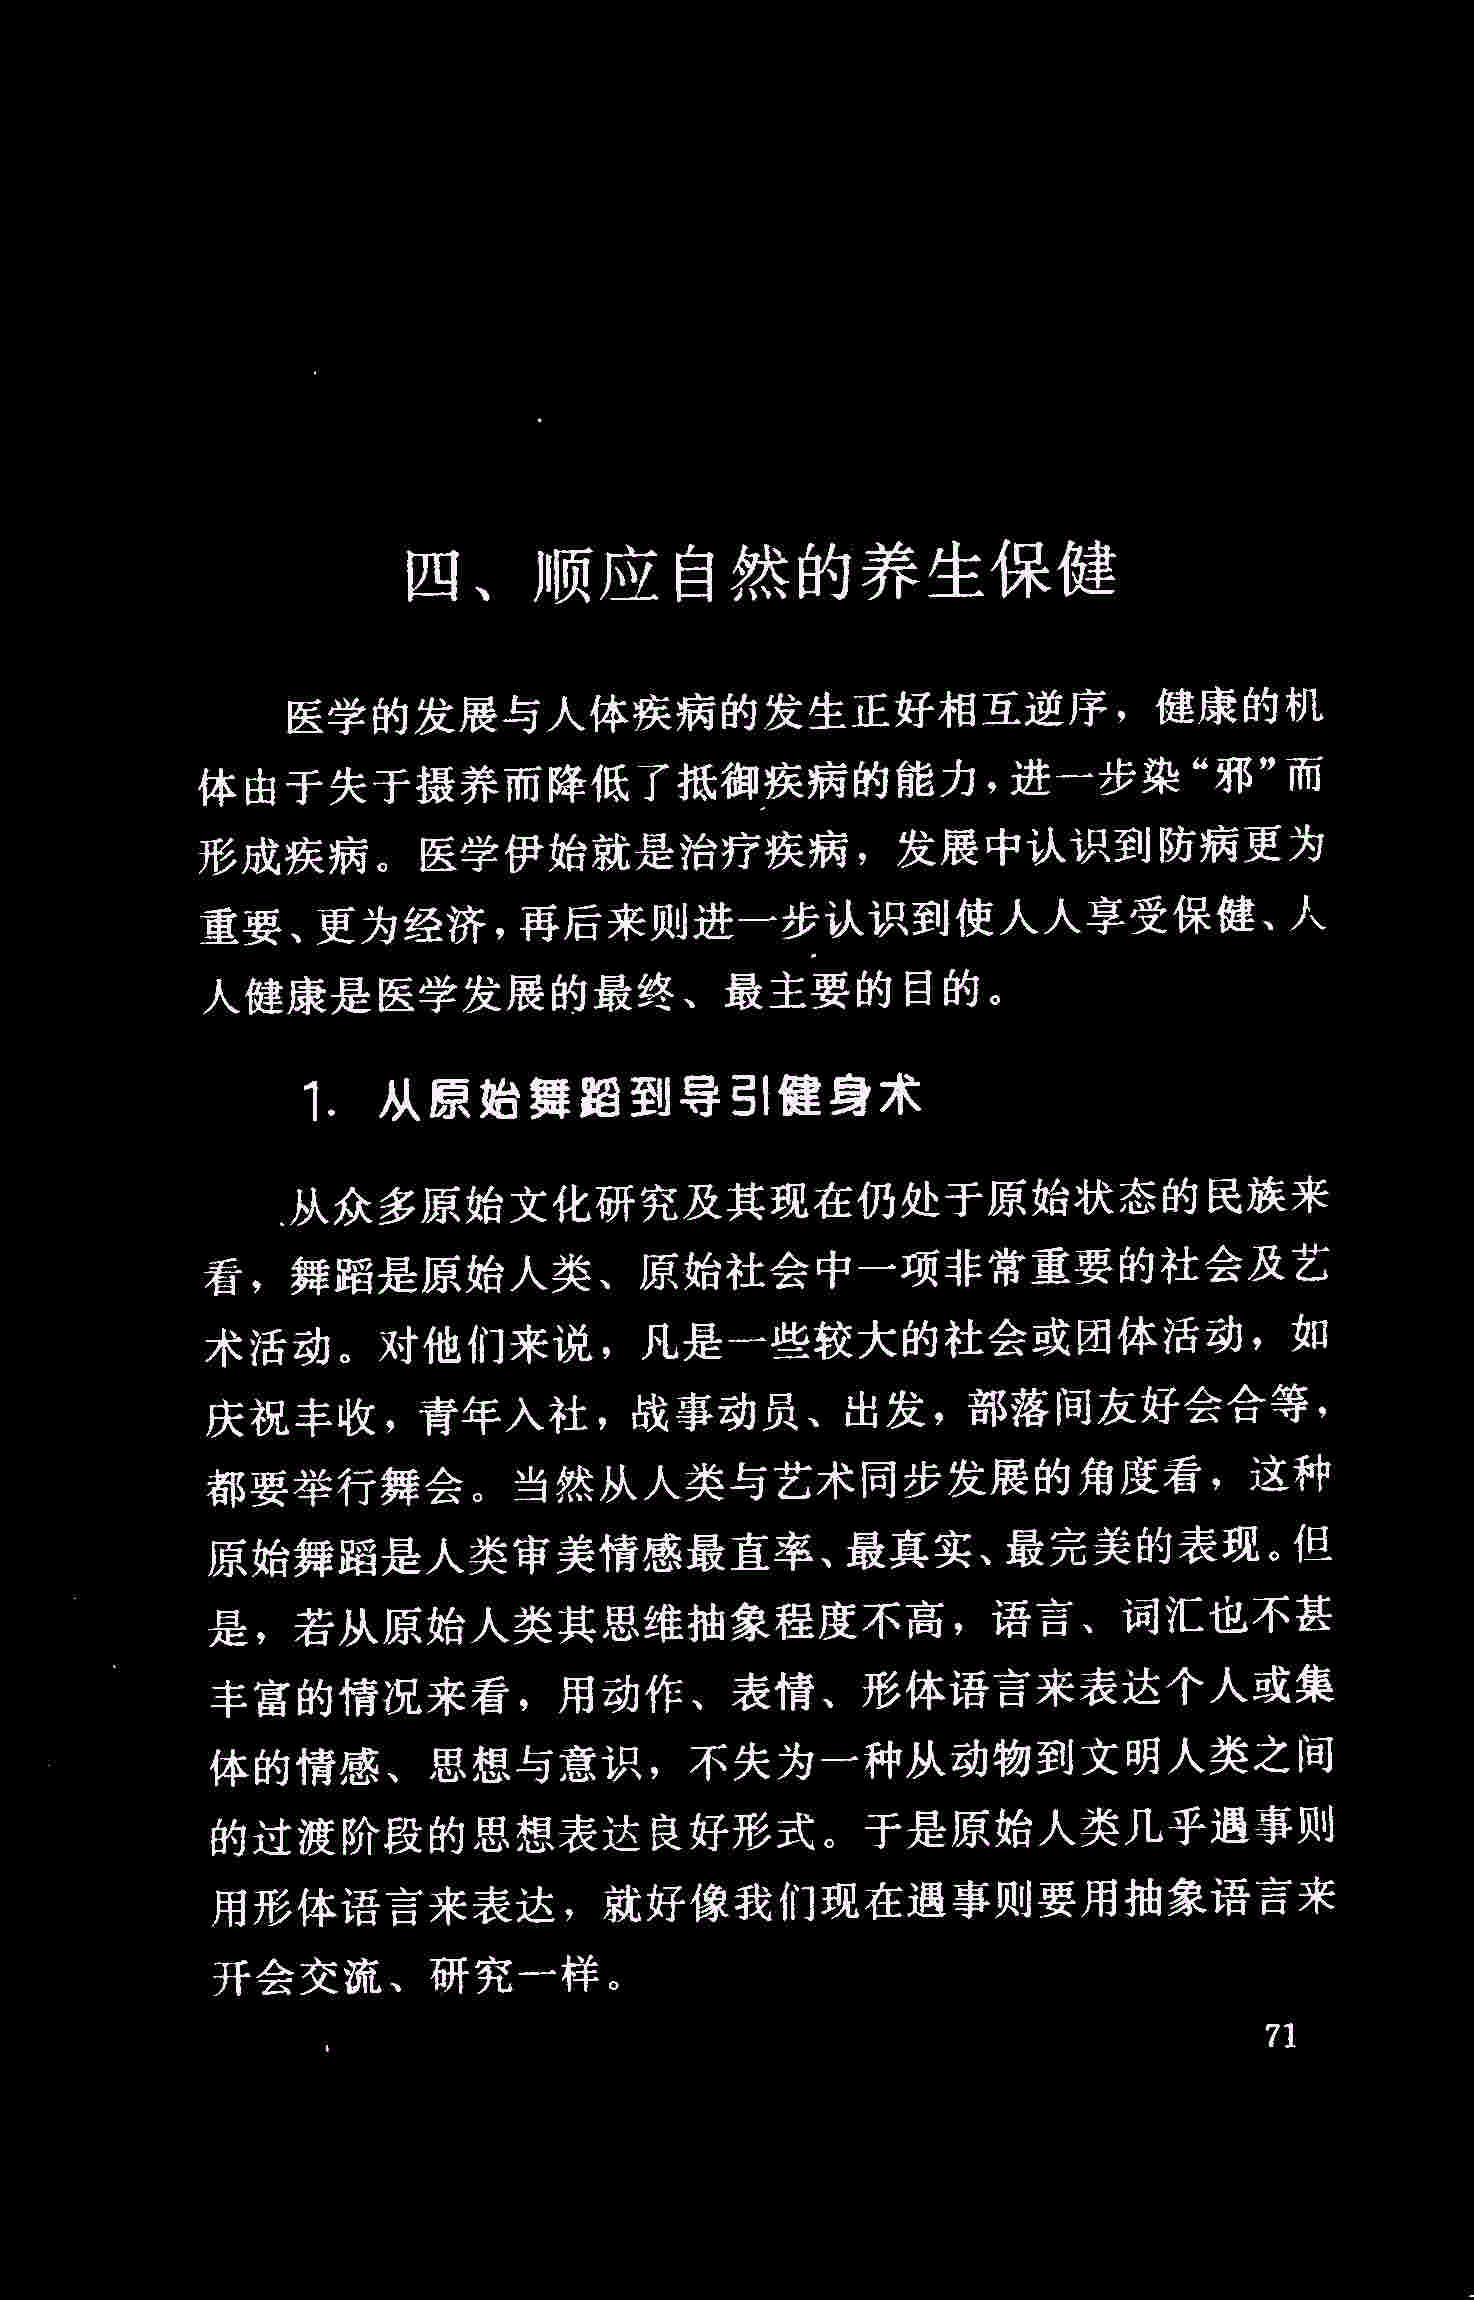 四、顺应自然的养生保健
医学的发展与人体疾病的发生正好相互逆序，健康的机
体由于失于摄养而降低了抵御疾病的能力，进一步染“邪”而
形成疾病。医学伊始就是治疗疾病，发展中认识到防病更为
重要、更为经济，再后来则进一步认识到使人人享受保健、人
人健康是医学发展的最终、最主要的目的。
1. 从原始舞蹈到导引健身术
从众多原始文化研究及其现在仍处于原始状态的民族来
看，舞蹈是原始人类、原始社会中一项非常重要的社会及艺
术活动。对他们来说，凡是一些较大的社会或团体活动，如
庆祝丰收，青年入社，战事动员、出发，部落间友好会合等，
都要举行舞会。当然从人类与艺术同步发展的角度看，这种
原始舞蹈是人类审美情感最直率、最真实、最完美的表现。但
是，若从原始人类其思维抽象程度不高，语言、词汇也不甚
丰富的情况来看，用动作、表情、形体语言来表达个人或集
体的情感、思想与意识，不失为一种从动物到文明人类之间
的过渡阶段的思想表达良好形式。于是原始人类几乎遇事则
用形体语言来表达，就好像我们现在遇事则要用抽象语言来
开会交流、研究一样。
71